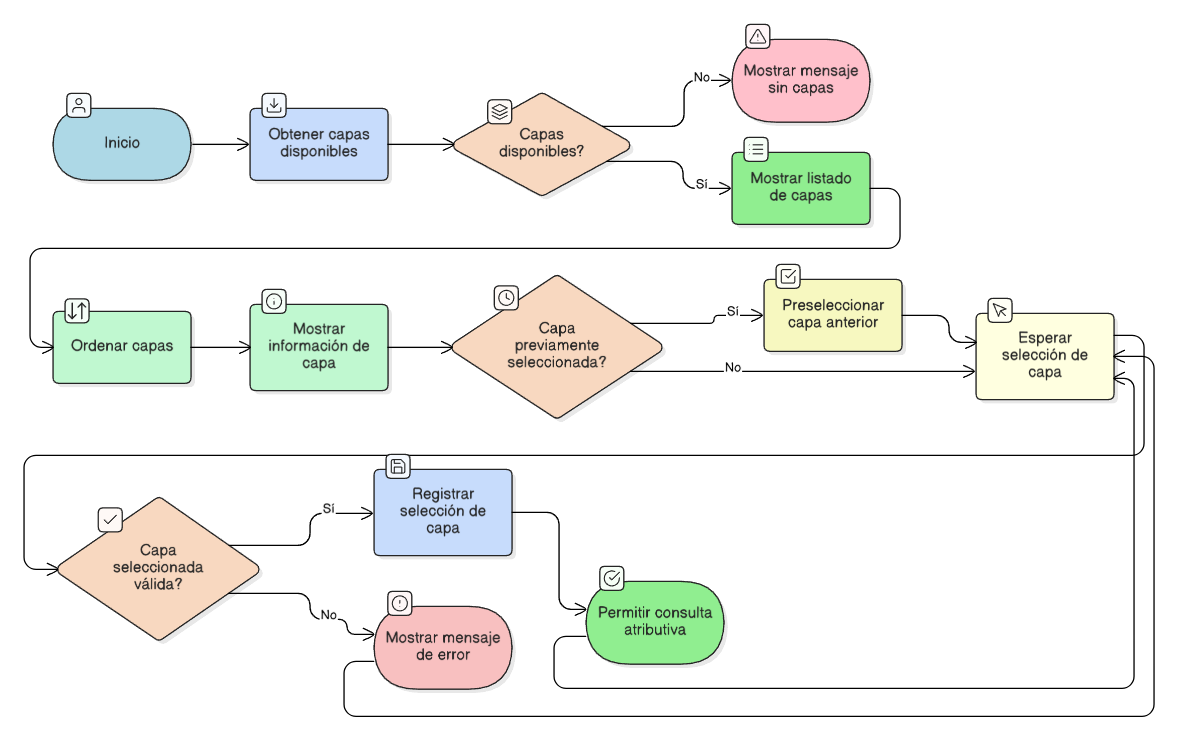 Inicio
Obtener capas
disponibles
Capas
disponibles?
No
Mostrar mensaje
sin capas
Sí
Mostrar listado
de capas
Ordenar capas
Mostrar
información de
capa
Capa
previamente
seleccionada?
Sí
Preseleccionar
capa anterior
No
Esperar
selección de
capa
Capa
seleccionada
válida?
Sí
Registrar
selección de
capa
No
Mostrar mensaje
de error
Permitir consulta
atributiva